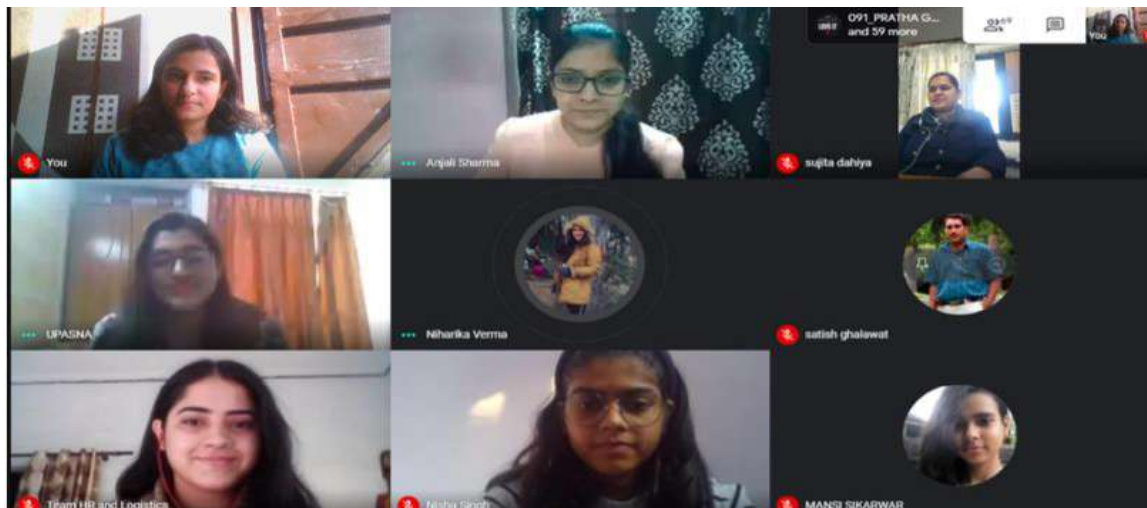 091_PRATHA G...
and 59 more
69
You
You
Anjali Sharma
sujita dahiya
UPASNA
Niharika Verma
satish ghalawat
Team HR and Logistics
Nisha Singh
MANSI SIKARWAR